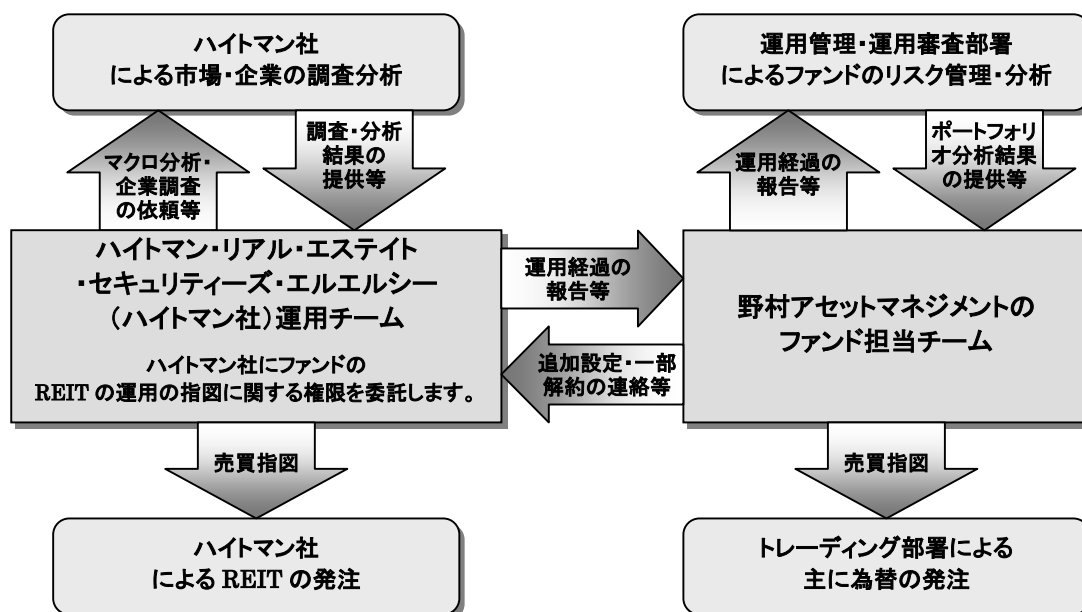 ハイトマン社
による市場・企業の調査分析
運用管理・運用審査部署
によるファンドのリスク管理・分析
マクロ分析・
企業調査
の依頼等
調査・分析
結果の
提供等
運用経過の
報告等
ポートフォリ
オ分析結果
の提供等
ハイトマン・リアル・エステイト
・セキュリティーズ・エルエルシー
（ハイトマン社）運用チーム
ハイトマン社にファンドの
REIT の運用の指図に関する権限を委託します。
運用経過の
報告等
追加設定・一部
解約の連絡等
野村アセットマネジメントの
ファンド担当チーム
売買指図
売買指図
ハイトマン社
による REIT の発注
トレーディング部署による
主に為替の発注